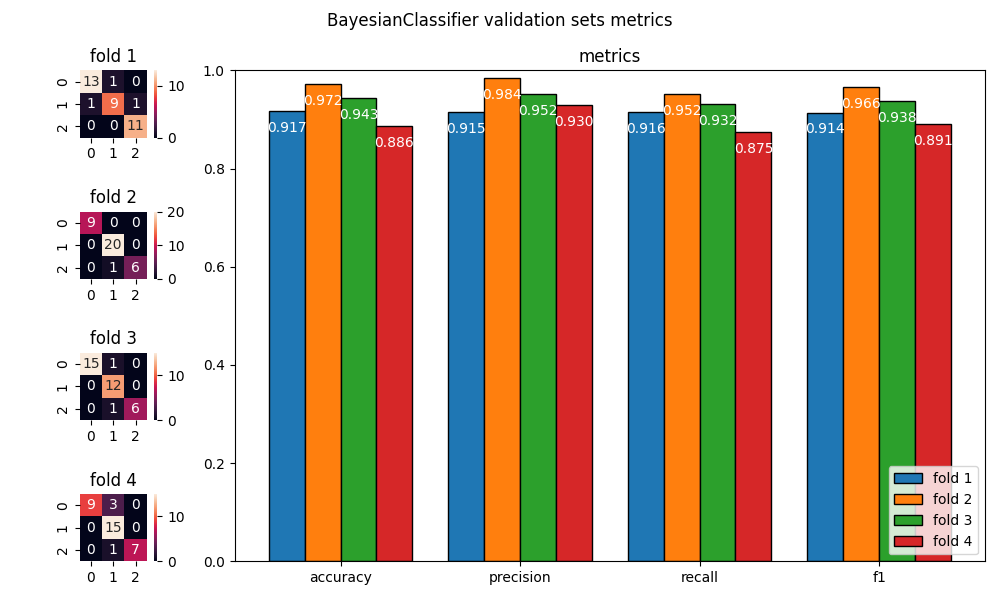 BayesianClassifier validation sets metrics
fold 1
0 13 1 0
1 1 9 1
2 0 0 11
0 1 2
10
0
fold 2
0 9 0 0
1 0 20 0
2 0 1 6
0 1 2
20
10
0
fold 3
0 15 1 0
1 0 12 0
2 0 1 6
0 1 2
10
0
fold 4
0 9 3 0
1 0 15 0
2 0 1 7
0 1 2
10
0
metrics
1.0
0.8
0.6
0.4
0.2
0.0
0.917 0.972 0.943 0.886
0.915 0.984 0.952 0.930
0.916 0.952 0.932 0.875
0.914 0.966 0.938 0.891
accuracy precision recall f1
fold 1
fold 2
fold 3
fold 4